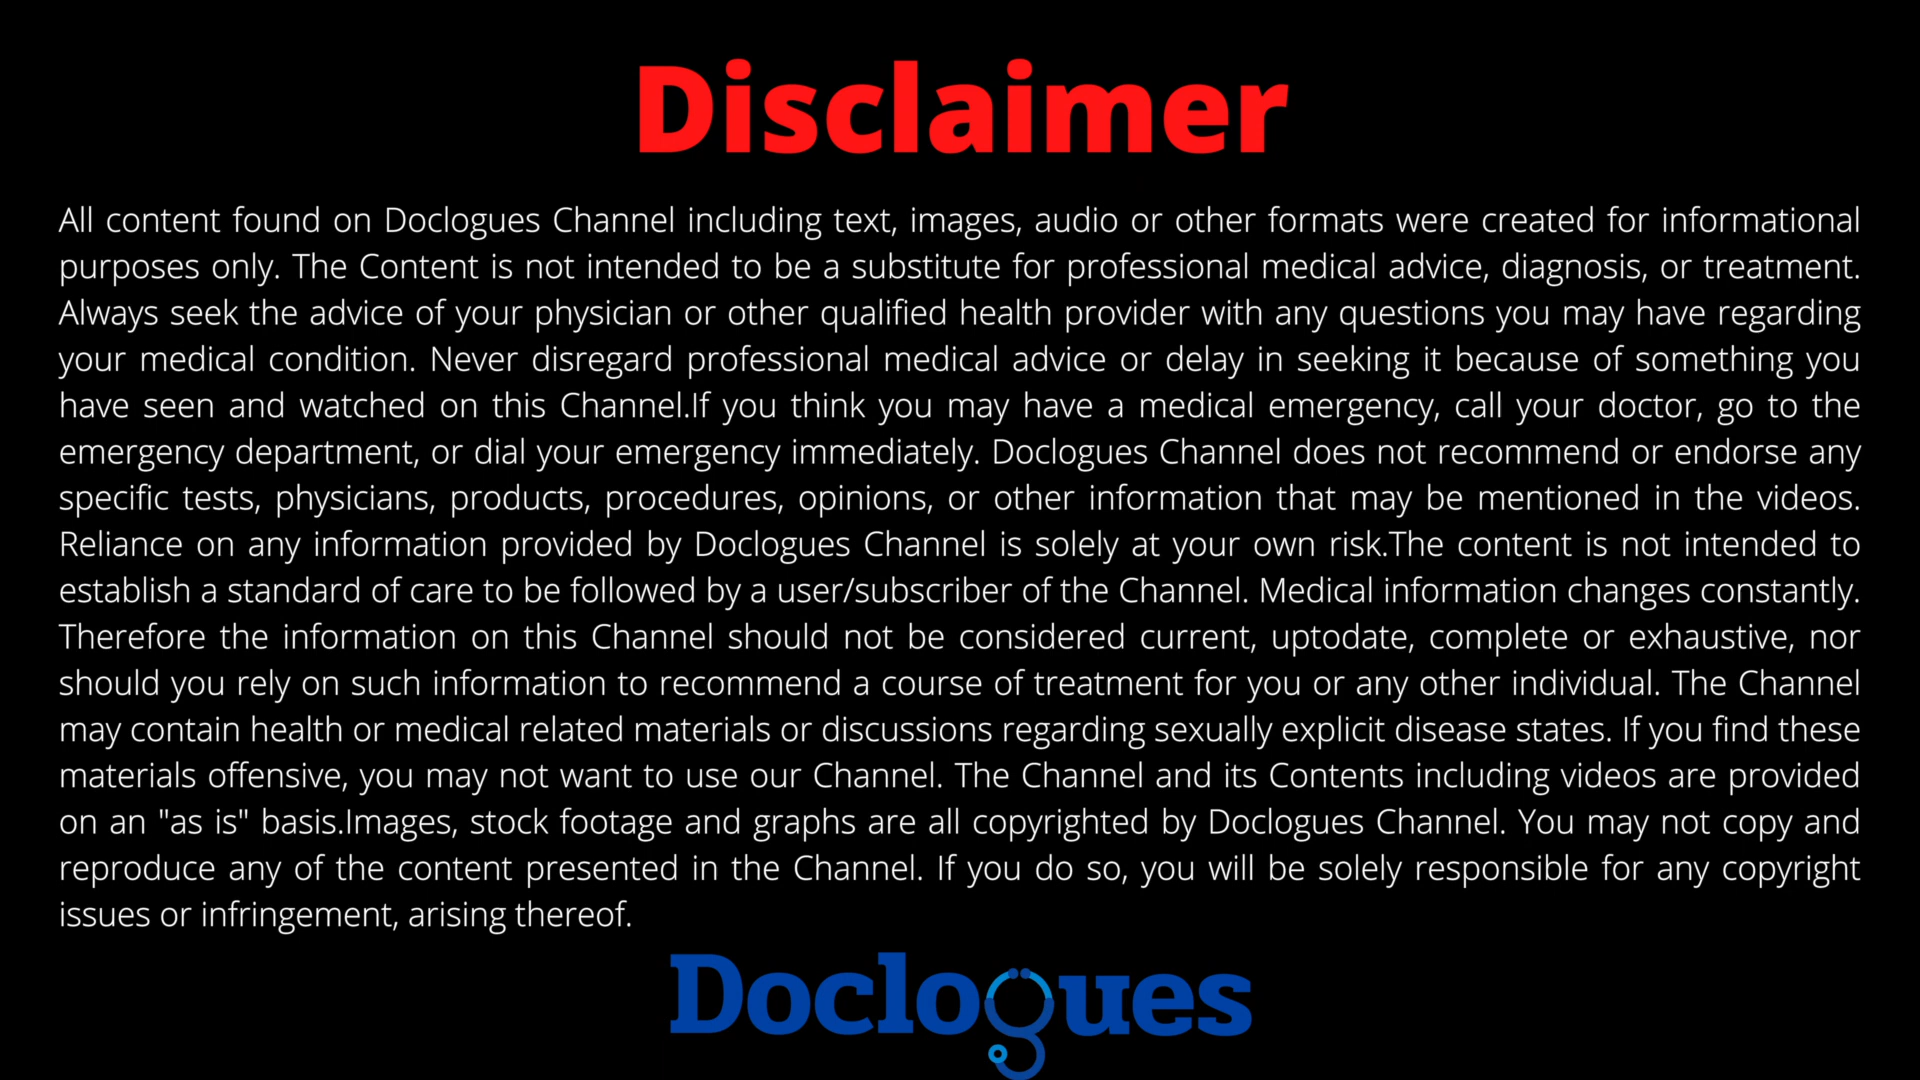 Disclaimer
All content found on Doclogues Channel including text, images, audio or other formats were created for informational
purposes only. The Content is not intended to be a substitute for professional medical advice, diagnosis, or treatment.
Always seek the advice of your physician or other qualified health provider with any questions you may have regarding
your medical condition. Never disregard professional medical advice or delay in seeking it because of something you
have seen and watched on this Channel.If you think you may have a medical emergency, call your doctor, go to the
emergency department, or dial your emergency immediately. Doclogues Channel does not recommend or endorse any
specific tests, physicians, products, procedures, opinions, or other information that may be mentioned in the videos.
Reliance on any information provided by Doclogues Channel is solely at your own risk.The content is not intended to
establish a standard of care to be followed by a user/subscriber of the Channel. Medical information changes constantly.
Therefore the information on this Channel should not be considered current, uptodate, complete or exhaustive, nor
should you rely on such information to recommend a course of treatment for you or any other individual. The Channel
may contain health or medical related materials or discussions regarding sexually explicit disease states. If you find these
materials offensive, you may not want to use our Channel. The Channel and its Contents including videos are provided
on an "as is" basis.Images, stock footage and graphs are all copyrighted by Doclogues Channel. You may not copy and
reproduce any of the content presented in the Channel. If you do so, you will be solely responsible for any copyright
issues or infringement, arising thereof.
Doclogues